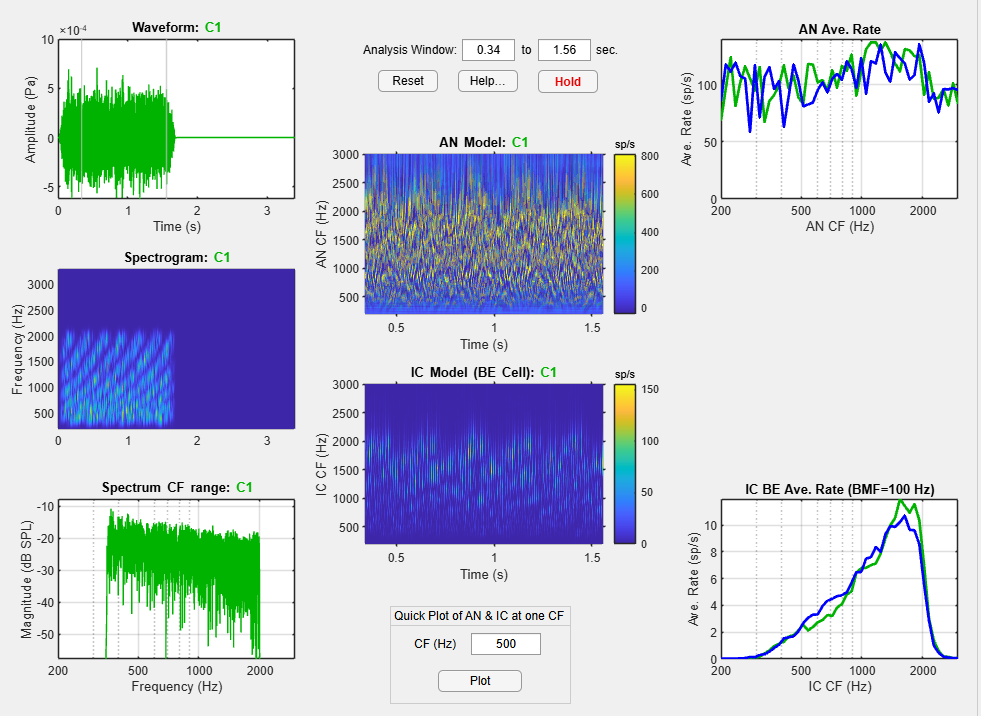 Waveform: C1
×10⁻⁴
10
5
0
-5
Amplitude (Pa)
0 1 2 3
Time (s)
Spectrogram: C1
3000
2500
2000
1500
1000
500
Frequency (Hz)
0 1 2 3
Spectrum CF range: C1
-10
-20
-30
-40
-50
Magnitude (dB SPL)
200 500 1000 2000
Frequency (Hz)
Analysis Window: 0.34 to 1.56 sec.
Reset Help... Hold
AN Model: C1
sp/s
3000
2500
2000
1500
1000
500
AN CF (Hz)
800
600
400
200
0
0.5 1 1.5
Time (s)
IC Model (BE Cell): C1
sp/s
3000
2500
2000
1500
1000
500
IC CF (Hz)
150
100
50
0
0.5 1 1.5
Time (s)
Quick Plot of AN & IC at one CF
CF (Hz) 500
Plot
AN Ave. Rate
100
50
0
Ave. Rate (sp/s)
200 500 1000 2000
AN CF (Hz)
IC BE Ave. Rate (BMF=100 Hz)
10
8
6
4
2
0
Ave. Rate (sp/s)
200 500 1000 2000
IC CF (Hz)